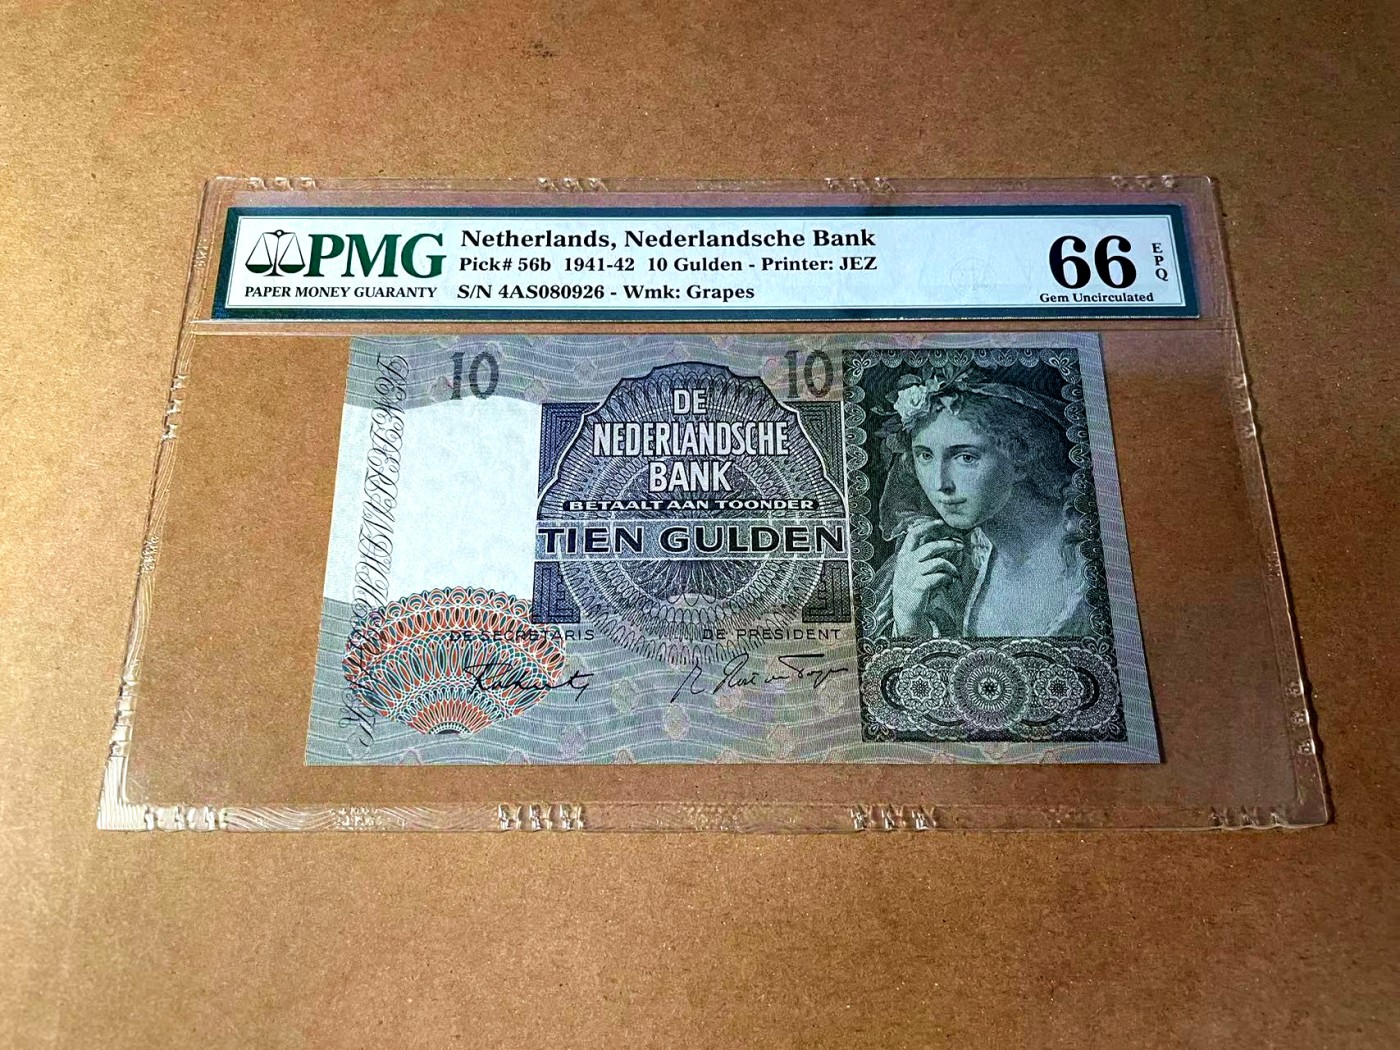 PMG
PAPER MONEY GUARANTY
Netherlands, Nederlandsche Bank
Pick# 56b 1941-42 10 Gulden - Printer: JEZ
S/N 4AS080926 - Wmk: Grapes
66
EPQ
Gem Uncirculated
10
10
DE
NEDERLANDSCHE
BANK
BETAALT AAN TOONDER
TIEN GULDEN
DE SECRETARIS
DE PRESIDENT